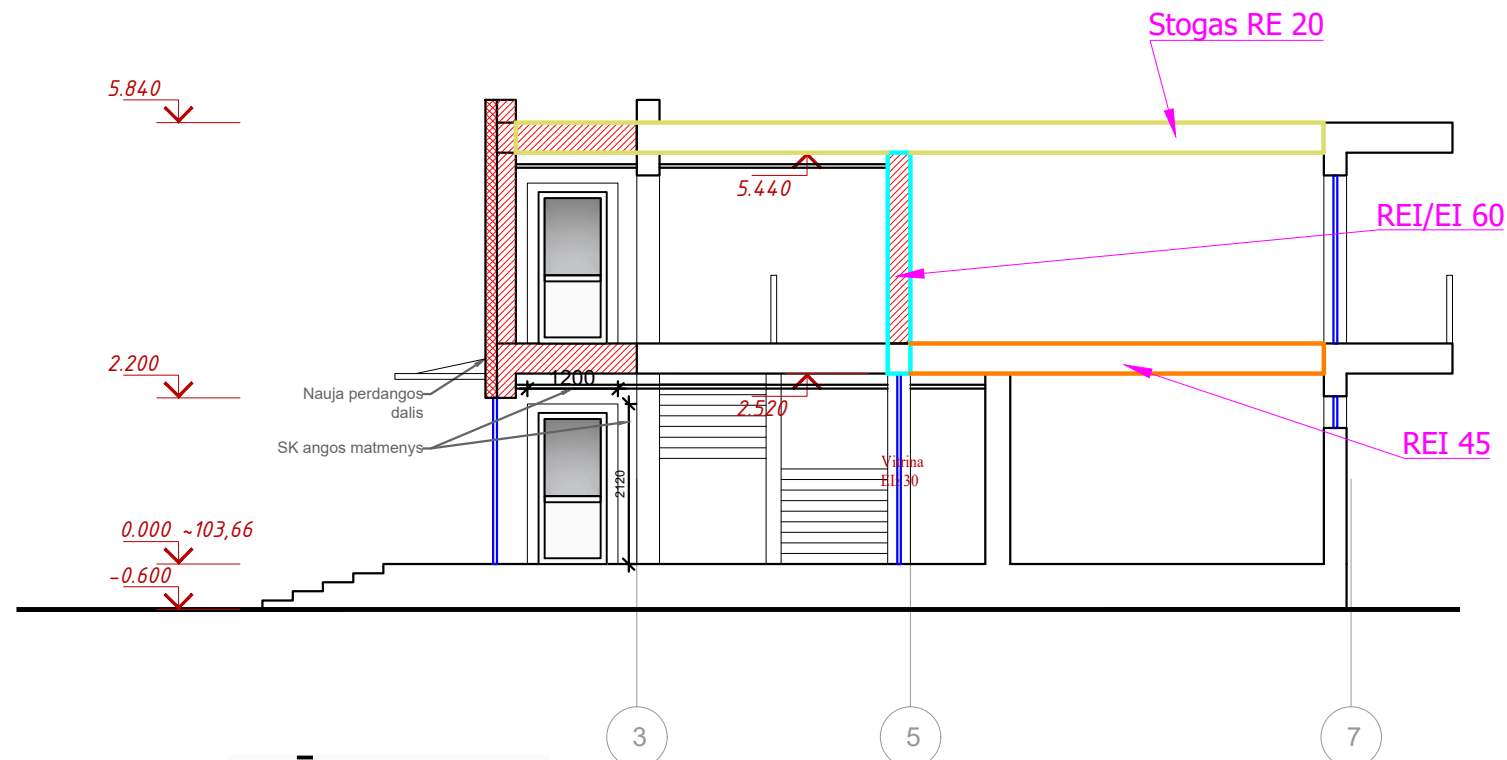 Stogas RE 20
5.840
5.440
REI/EI 60
2.200
Nauja perdangos
dalis
1200
2.520
SK angos matmenys
REI 45
Vitrina
EI 30
2120
0.000 ~103,66
-0.600
3
5
7